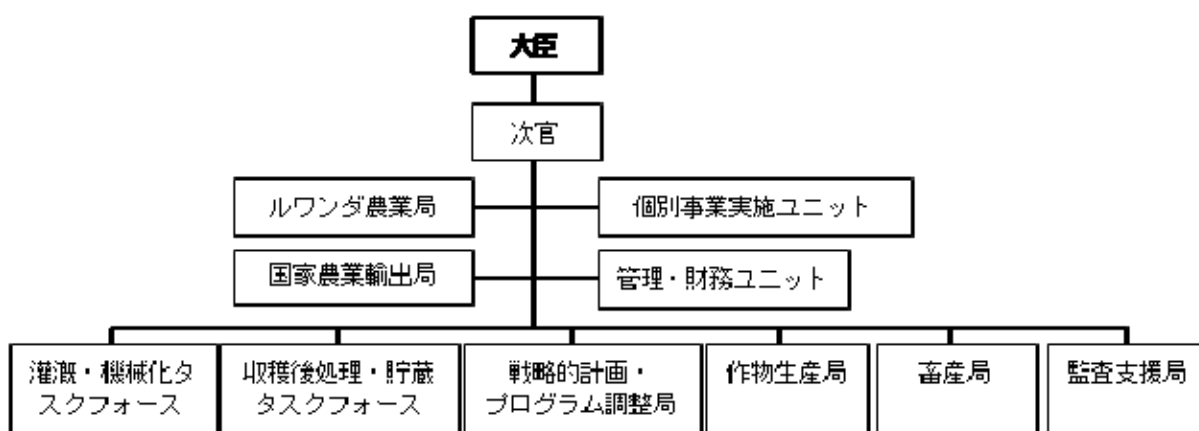 大臣
次官
ルワンダ農業局
個別事業実施ユニット
国家農業輸出局
管理・財務ユニット
灌漑・機械化タ
スクフォース
収穫後処理・貯蔵
タスクフォース
戦略的計画・
プログラム調整局
作物生産局
畜産局
監査支援局